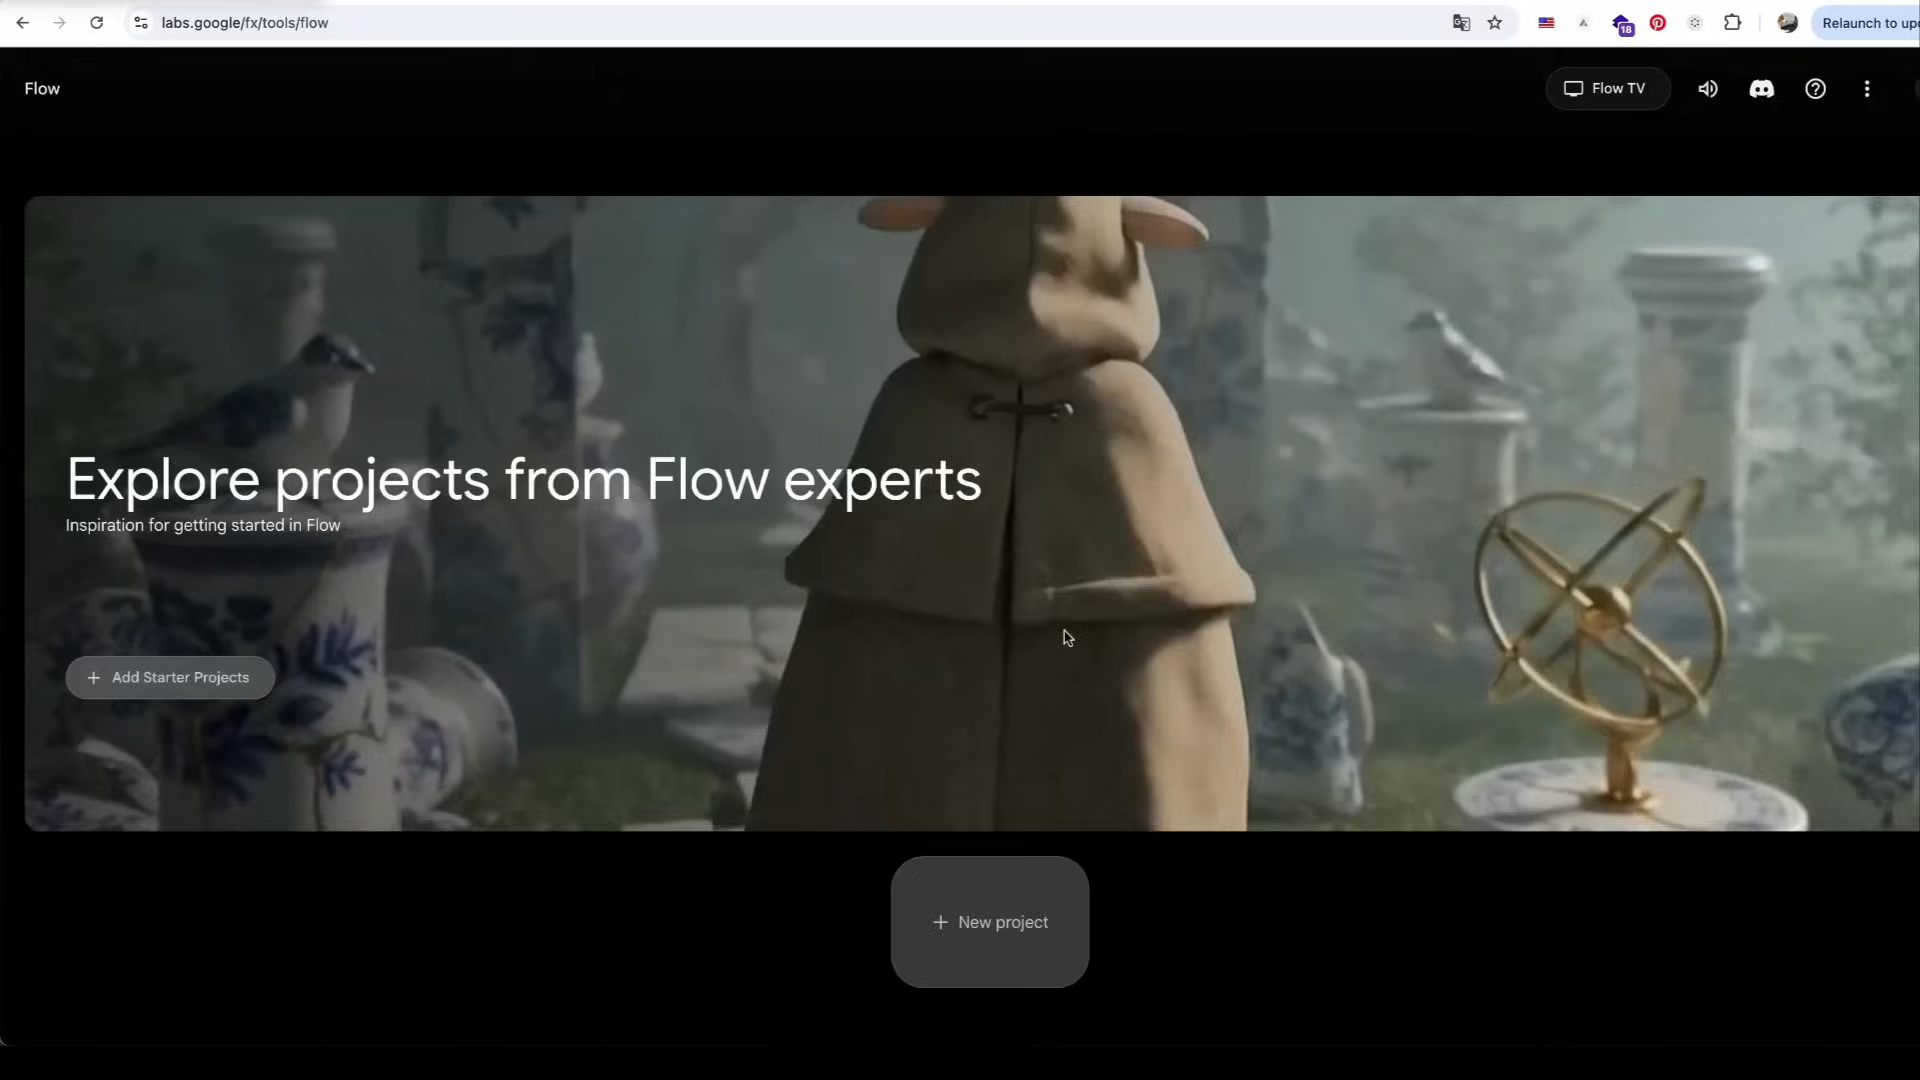 labs.google/fx/tools/flow
18
Relaunch to up
Flow
Flow TV
Explore projects from Flow experts
Inspiration for getting started in Flow
+ Add Starter Projects
+ New project